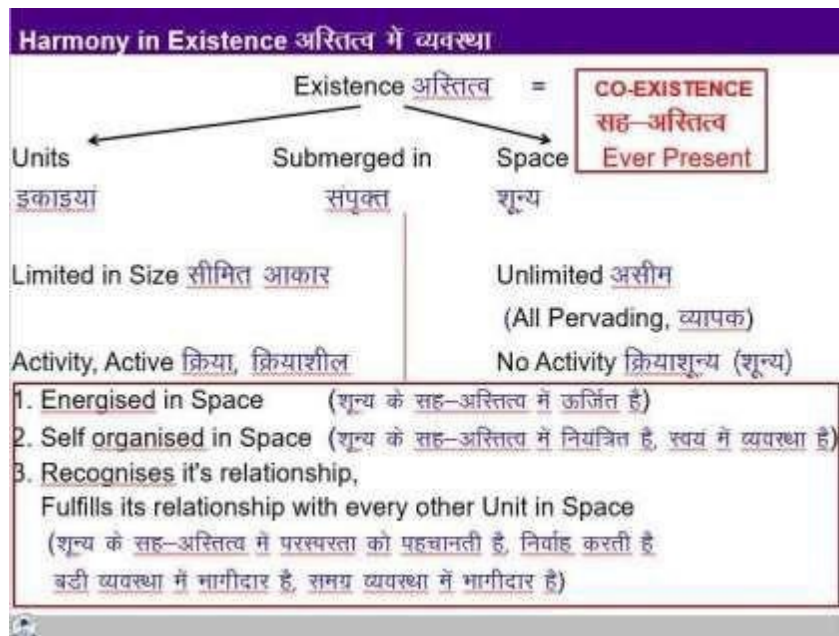 Harmony in Existence अस्तित्व में व्यवस्था
Existence अस्तित्व = CO-EXISTENCE
सह–अस्तित्व
Units Submerged in Space Ever Present
इकाइयां संपृक्त शून्य
Limited in Size सीमित आकार Unlimited असीम
(All Pervading, व्यापक)
Activity, Active क्रिया, क्रियाशील No Activity क्रियाशून्य (शून्य)
1. Energised in Space (शून्य के सह–अस्तित्व में ऊर्जित है)
2. Self organised in Space (शून्य के सह–अस्तित्व में नियंत्रित है, स्वयं में व्यवस्था है)
3. Recognises it's relationship,
Fulfills its relationship with every other Unit in Space
(शून्य के सह–अस्तित्व में परस्परता को पहचानती है, निर्वाह करती है
बडी व्यवस्था में भागीदार है, समग्र व्यवस्था में भागीदार है)